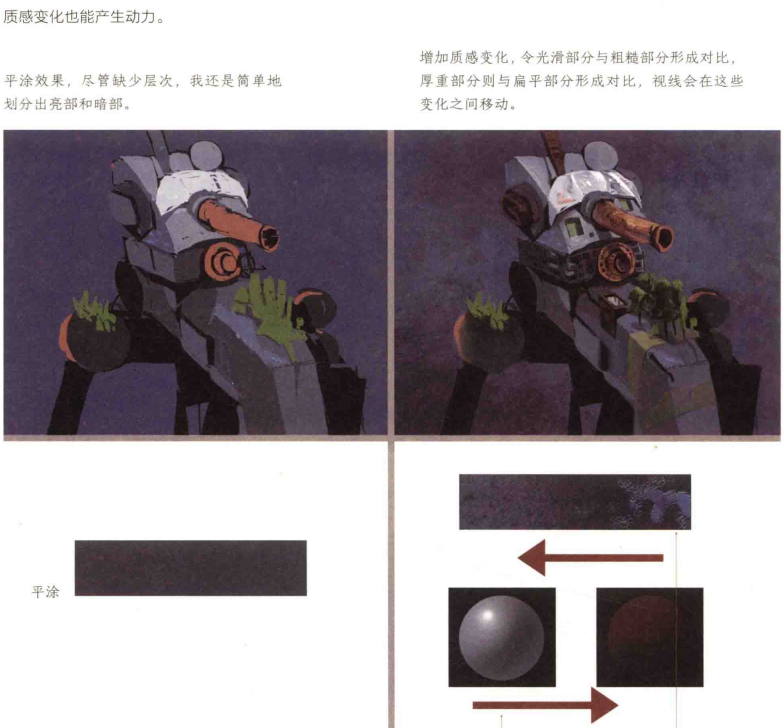 质感变化也能产生动力。
平涂效果，尽管缺少层次，我还是简单地
划分出亮部和暗部。
增加质感变化，令光滑部分与粗糙部分形成对比，
厚重部分则与扁平部分形成对比，视线会在这些
变化之间移动。
平涂